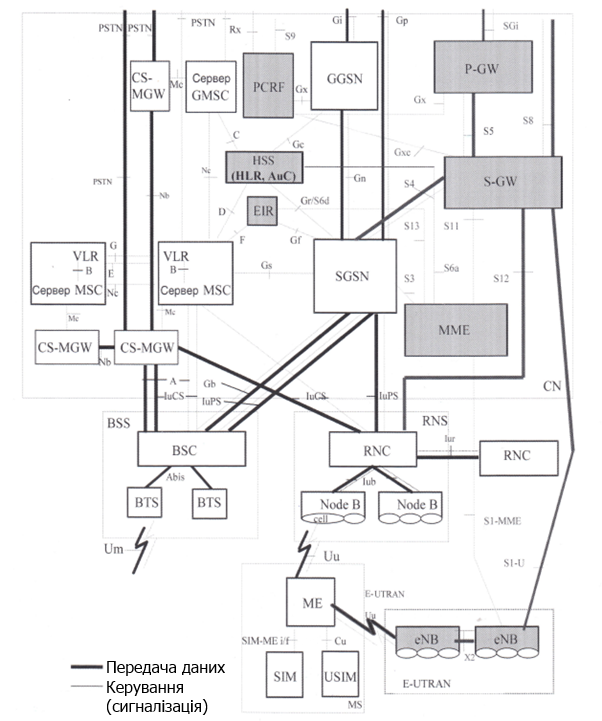 PSTN
PSTN
PSTN
Rx
S9
Gi
Gp
SGi
CS-
MGW
Mc
Сервер
GMSC
PCRF
Gx
GGSN
P-GW
Gx
S5
S8
C
Gc
Gxc
HSS
(HLR, AuC)
S-GW
PSTN
Nb
Nc
Gn
S4
Gr/S6d
EIR
D
F
Gf
S13
S11
G
VLR
B
Сервер MSC
E
Nc
VLR
B
Сервер MSC
Gs
SGSN
S6a
S3
S12
Mc
Mc
MME
CS-MGW
Nb
CS-MGW
A
Gb
IuCS
IuPS
IuCS
IuPS
CN
BSS
RNS
BSC
RNC
Iur
RNC
Abis
Iub
BTS
BTS
Node B
cell
Node B
S1-MME
Um
Uu
S1-U
ME
E-UTRAN
Uu
SIM-ME i/f
Cu
eNB
X2
eNB
SIM
USIM
MS
E-UTRAN
Передача даних
Керування
(сигналізація)